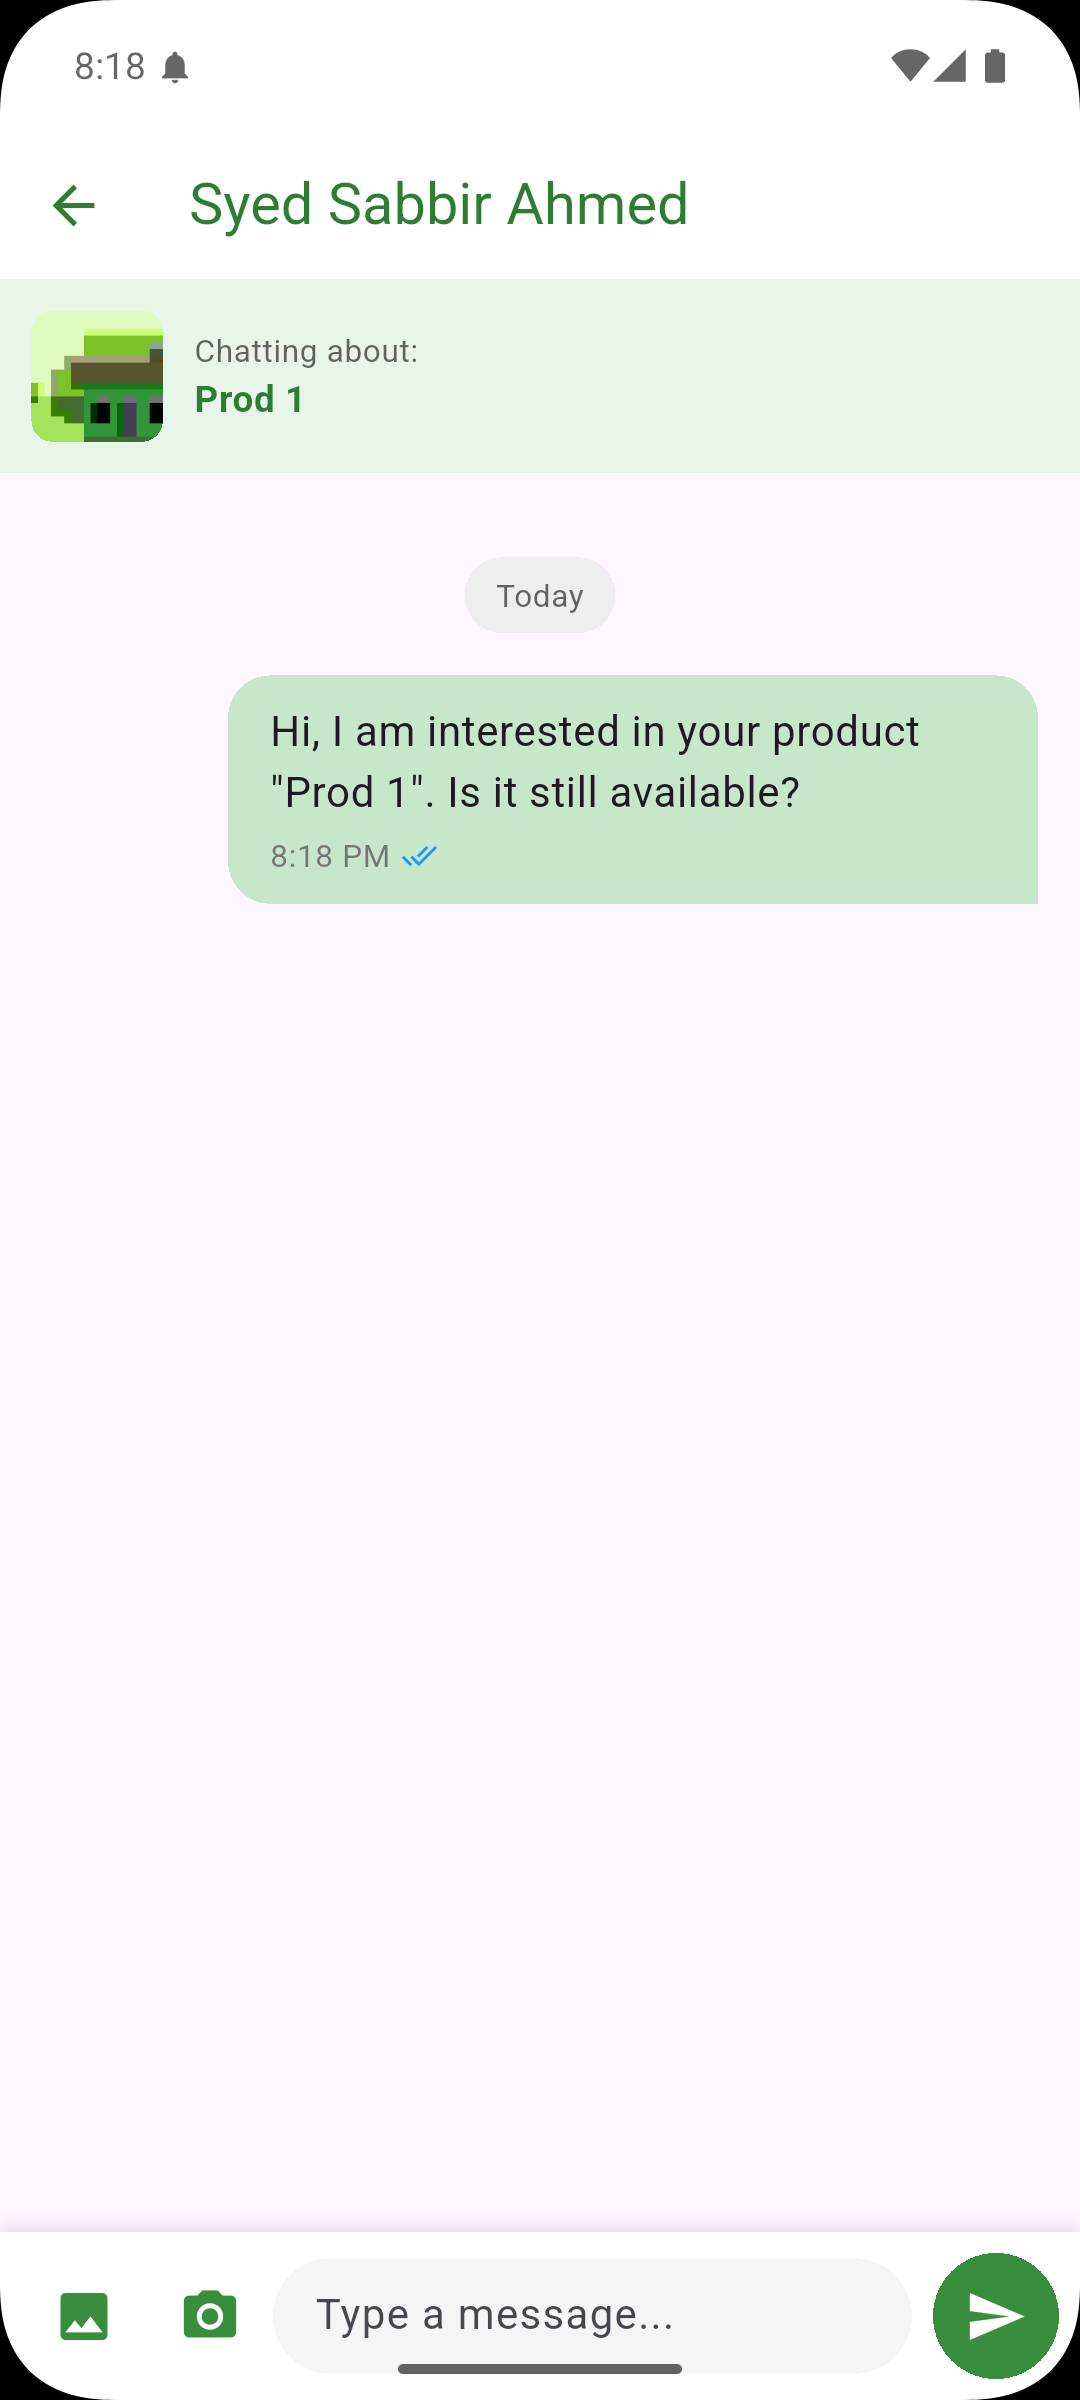 8:18
Syed Sabbir Ahmed
Chatting about:
Prod 1
Today
Hi, I am interested in your product
"Prod 1". Is it still available?
8:18 PM
Type a message...